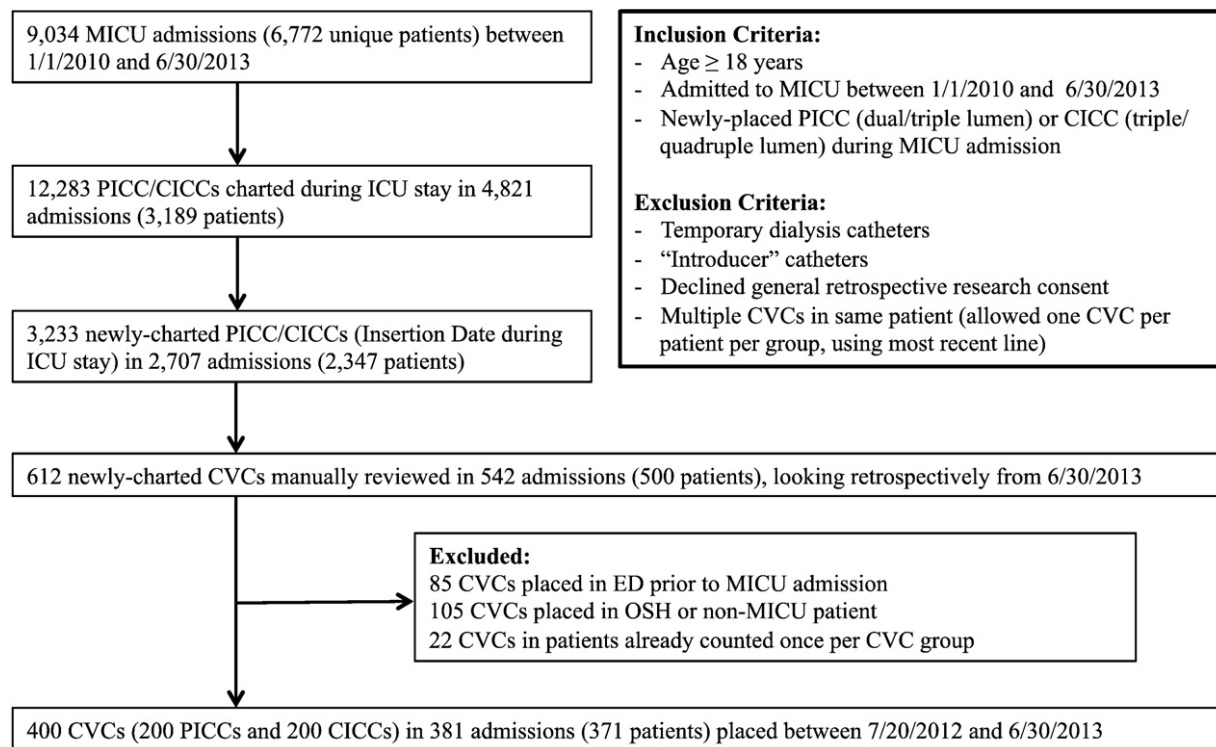 9,034 MICU admissions (6,772 unique patients) between
1/1/2010 and 6/30/2013
12,283 PICC/CICCs charted during ICU stay in 4,821
admissions (3,189 patients)
3,233 newly-charted PICC/CICCs (Insertion Date during
ICU stay) in 2,707 admissions (2,347 patients)
Inclusion Criteria:
- Age ≥ 18 years
- Admitted to MICU between 1/1/2010 and 6/30/2013
- Newly-placed PICC (dual/triple lumen) or CICC (triple/
quadruple lumen) during MICU admission
Exclusion Criteria:
- Temporary dialysis catheters
- “Introducer” catheters
- Declined general retrospective research consent
- Multiple CVCs in same patient (allowed one CVC per
patient per group, using most recent line)
612 newly-charted CVCs manually reviewed in 542 admissions (500 patients), looking retrospectively from 6/30/2013
Excluded:
85 CVCs placed in ED prior to MICU admission
105 CVCs placed in OSH or non-MICU patient
22 CVCs in patients already counted once per CVC group
400 CVCs (200 PICCs and 200 CICCs) in 381 admissions (371 patients) placed between 7/20/2012 and 6/30/2013